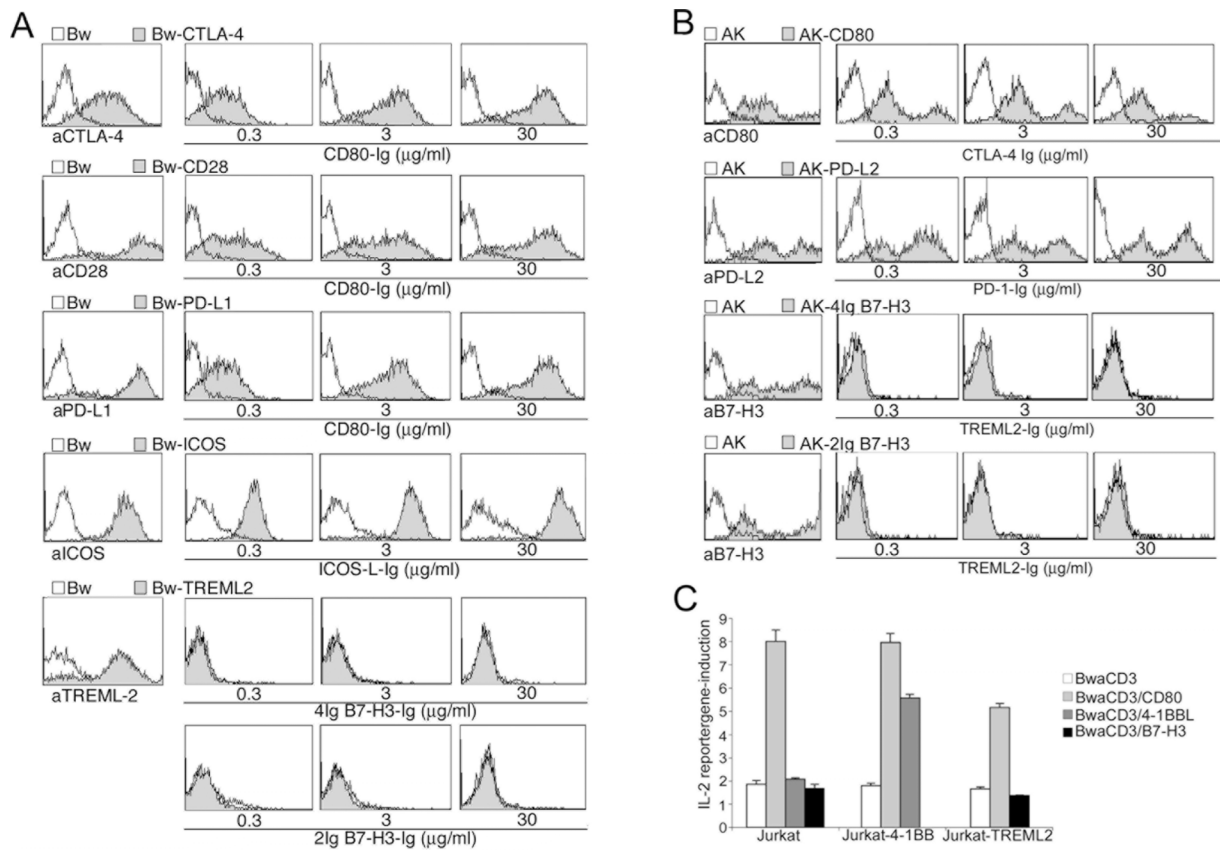 A
Bw Bw-CTLA-4
aCTLA-4
0.3 3 30
CD80-Ig (μg/ml)
Bw Bw-CD28
aCD28
0.3 3 30
CD80-Ig (μg/ml)
Bw Bw-PD-L1
aPD-L1
0.3 3 30
CD80-Ig (μg/ml)
Bw Bw-ICOS
aICOS
0.3 3 30
ICOS-L-Ig (μg/ml)
Bw Bw-TREML2
aTREML-2
0.3 3 30
4Ig B7-H3-Ig (μg/ml)
0.3 3 30
2Ig B7-H3-Ig (μg/ml)
B
AK AK-CD80
aCD80
0.3 3 30
CTLA-4 Ig (μg/ml)
AK AK-PD-L2
aPD-L2
0.3 3 30
PD-1-Ig (μg/ml)
AK AK-4Ig B7-H3
aB7-H3
0.3 3 30
TREML2-Ig (μg/ml)
AK AK-2Ig B7-H3
aB7-H3
0.3 3 30
TREML2-Ig (μg/ml)
C
IL-2 reportergene-induction
9
8
7
6
5
4
3
2
1
0
Jurkat Jurkat-4-1BB Jurkat-TREML2
BwaCD3
BwaCD3/CD80
BwaCD3/4-1BBL
BwaCD3/B7-H3